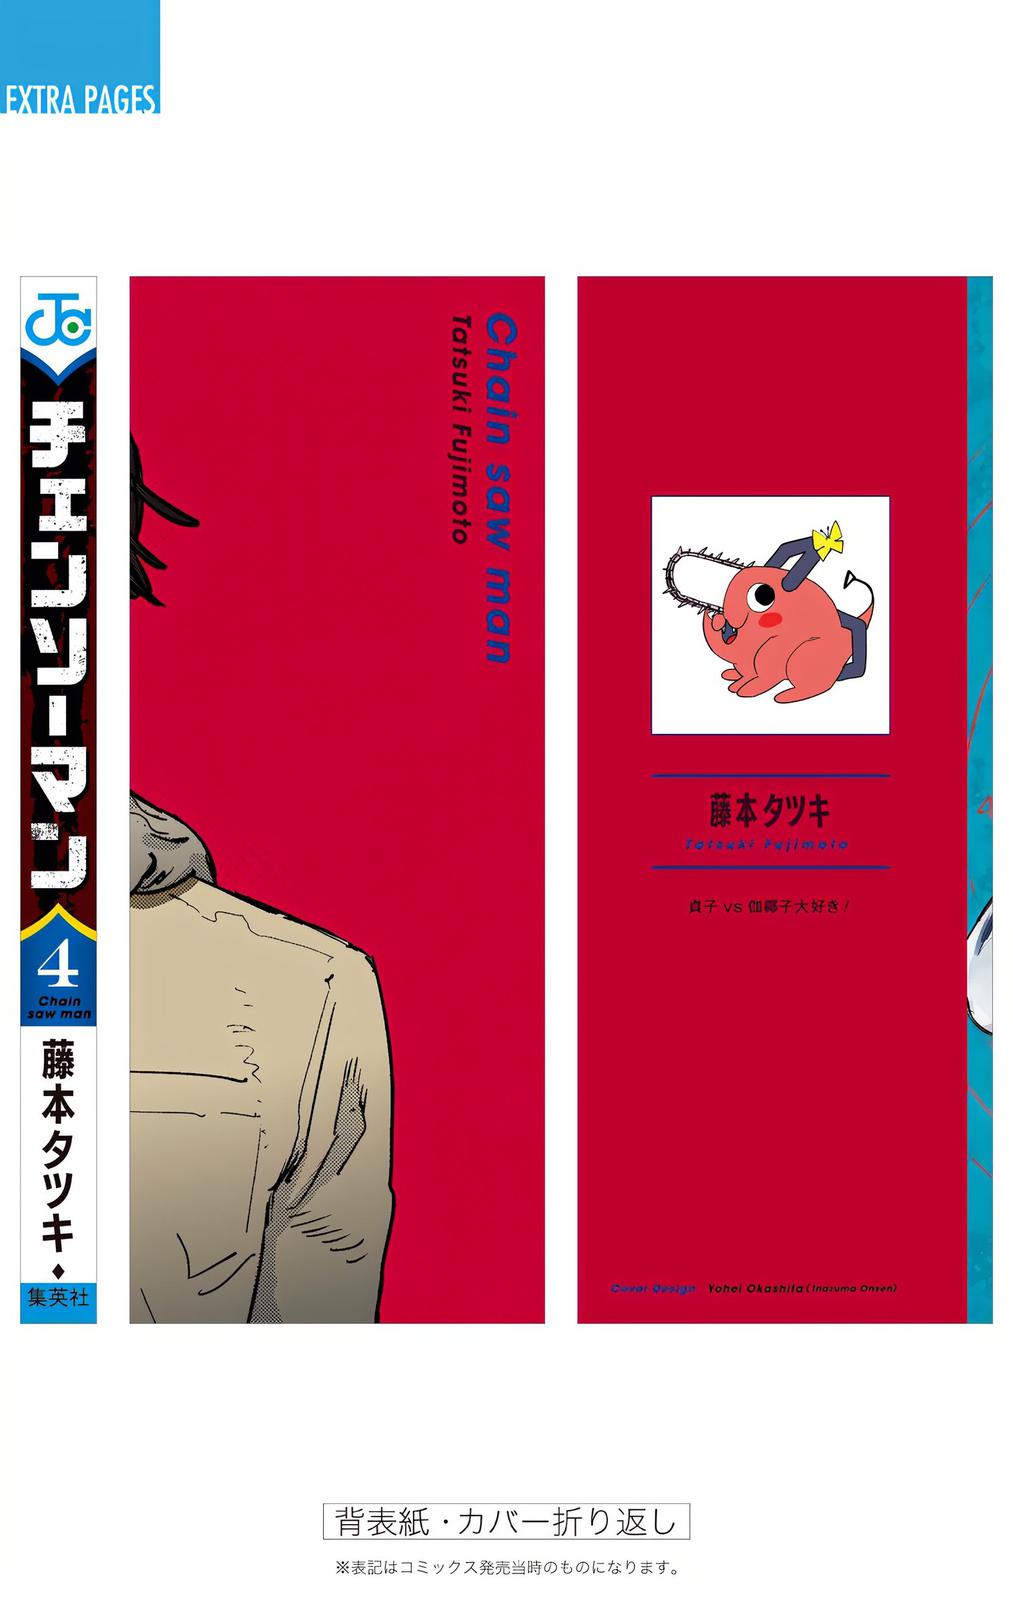 EXTRA PAGES
チェンソーマン
4
Chain
saw man
藤本タツキ◆
集英社
Chain saw man
Tatsuki Fujimoto
藤本タツキ
Tatsuki Fujimoto
貞子 vs 伽椰子大好き！
Cover Design Yohei Okashita (Inazuma Onsen)
背表紙・カバー折り返し
※表記はコミックス発売当時のものになります。